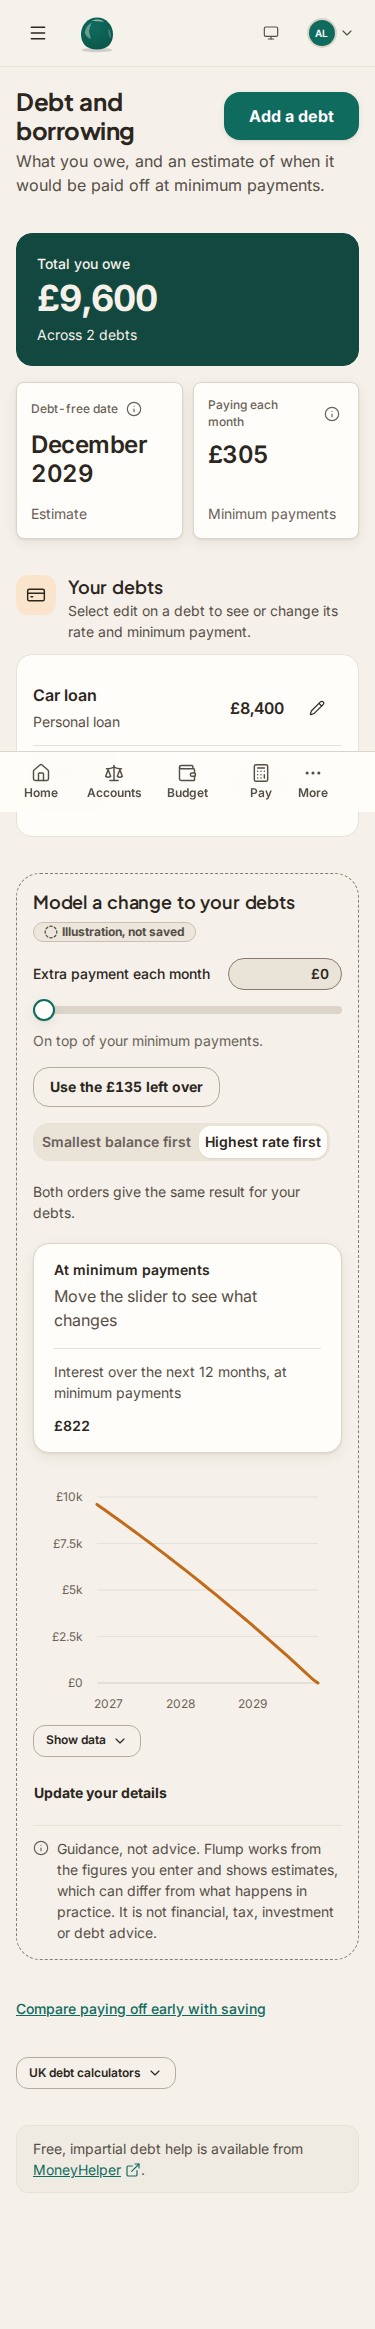 AL
Debt and
borrowing
Add a debt
What you owe, and an estimate of when it
would be paid off at minimum payments.
Total you owe
£9,600
Across 2 debts
Debt-free date
December
2029
Estimate
Paying each
month
£305
Minimum payments
Your debts
Select edit on a debt to see or change its
rate and minimum payment.
Car loan
£8,400
Personal loan
Home
Accounts
Budget
Pay
More
Model a change to your debts
Illustration, not saved
Extra payment each month
£0
On top of your minimum payments.
Use the £135 left over
Smallest balance first
Highest rate first
Both orders give the same result for your
debts.
At minimum payments
Move the slider to see what
changes
Interest over the next 12 months, at
minimum payments
£822
£10k
£7.5k
£5k
£2.5k
£0
2027
2028
2029
Show data
Update your details
Guidance, not advice. Flump works from
the figures you enter and shows estimates,
which can differ from what happens in
practice. It is not financial, tax, investment
or debt advice.
Compare paying off early with saving
UK debt calculators
Free, impartial debt help is available from
MoneyHelper.